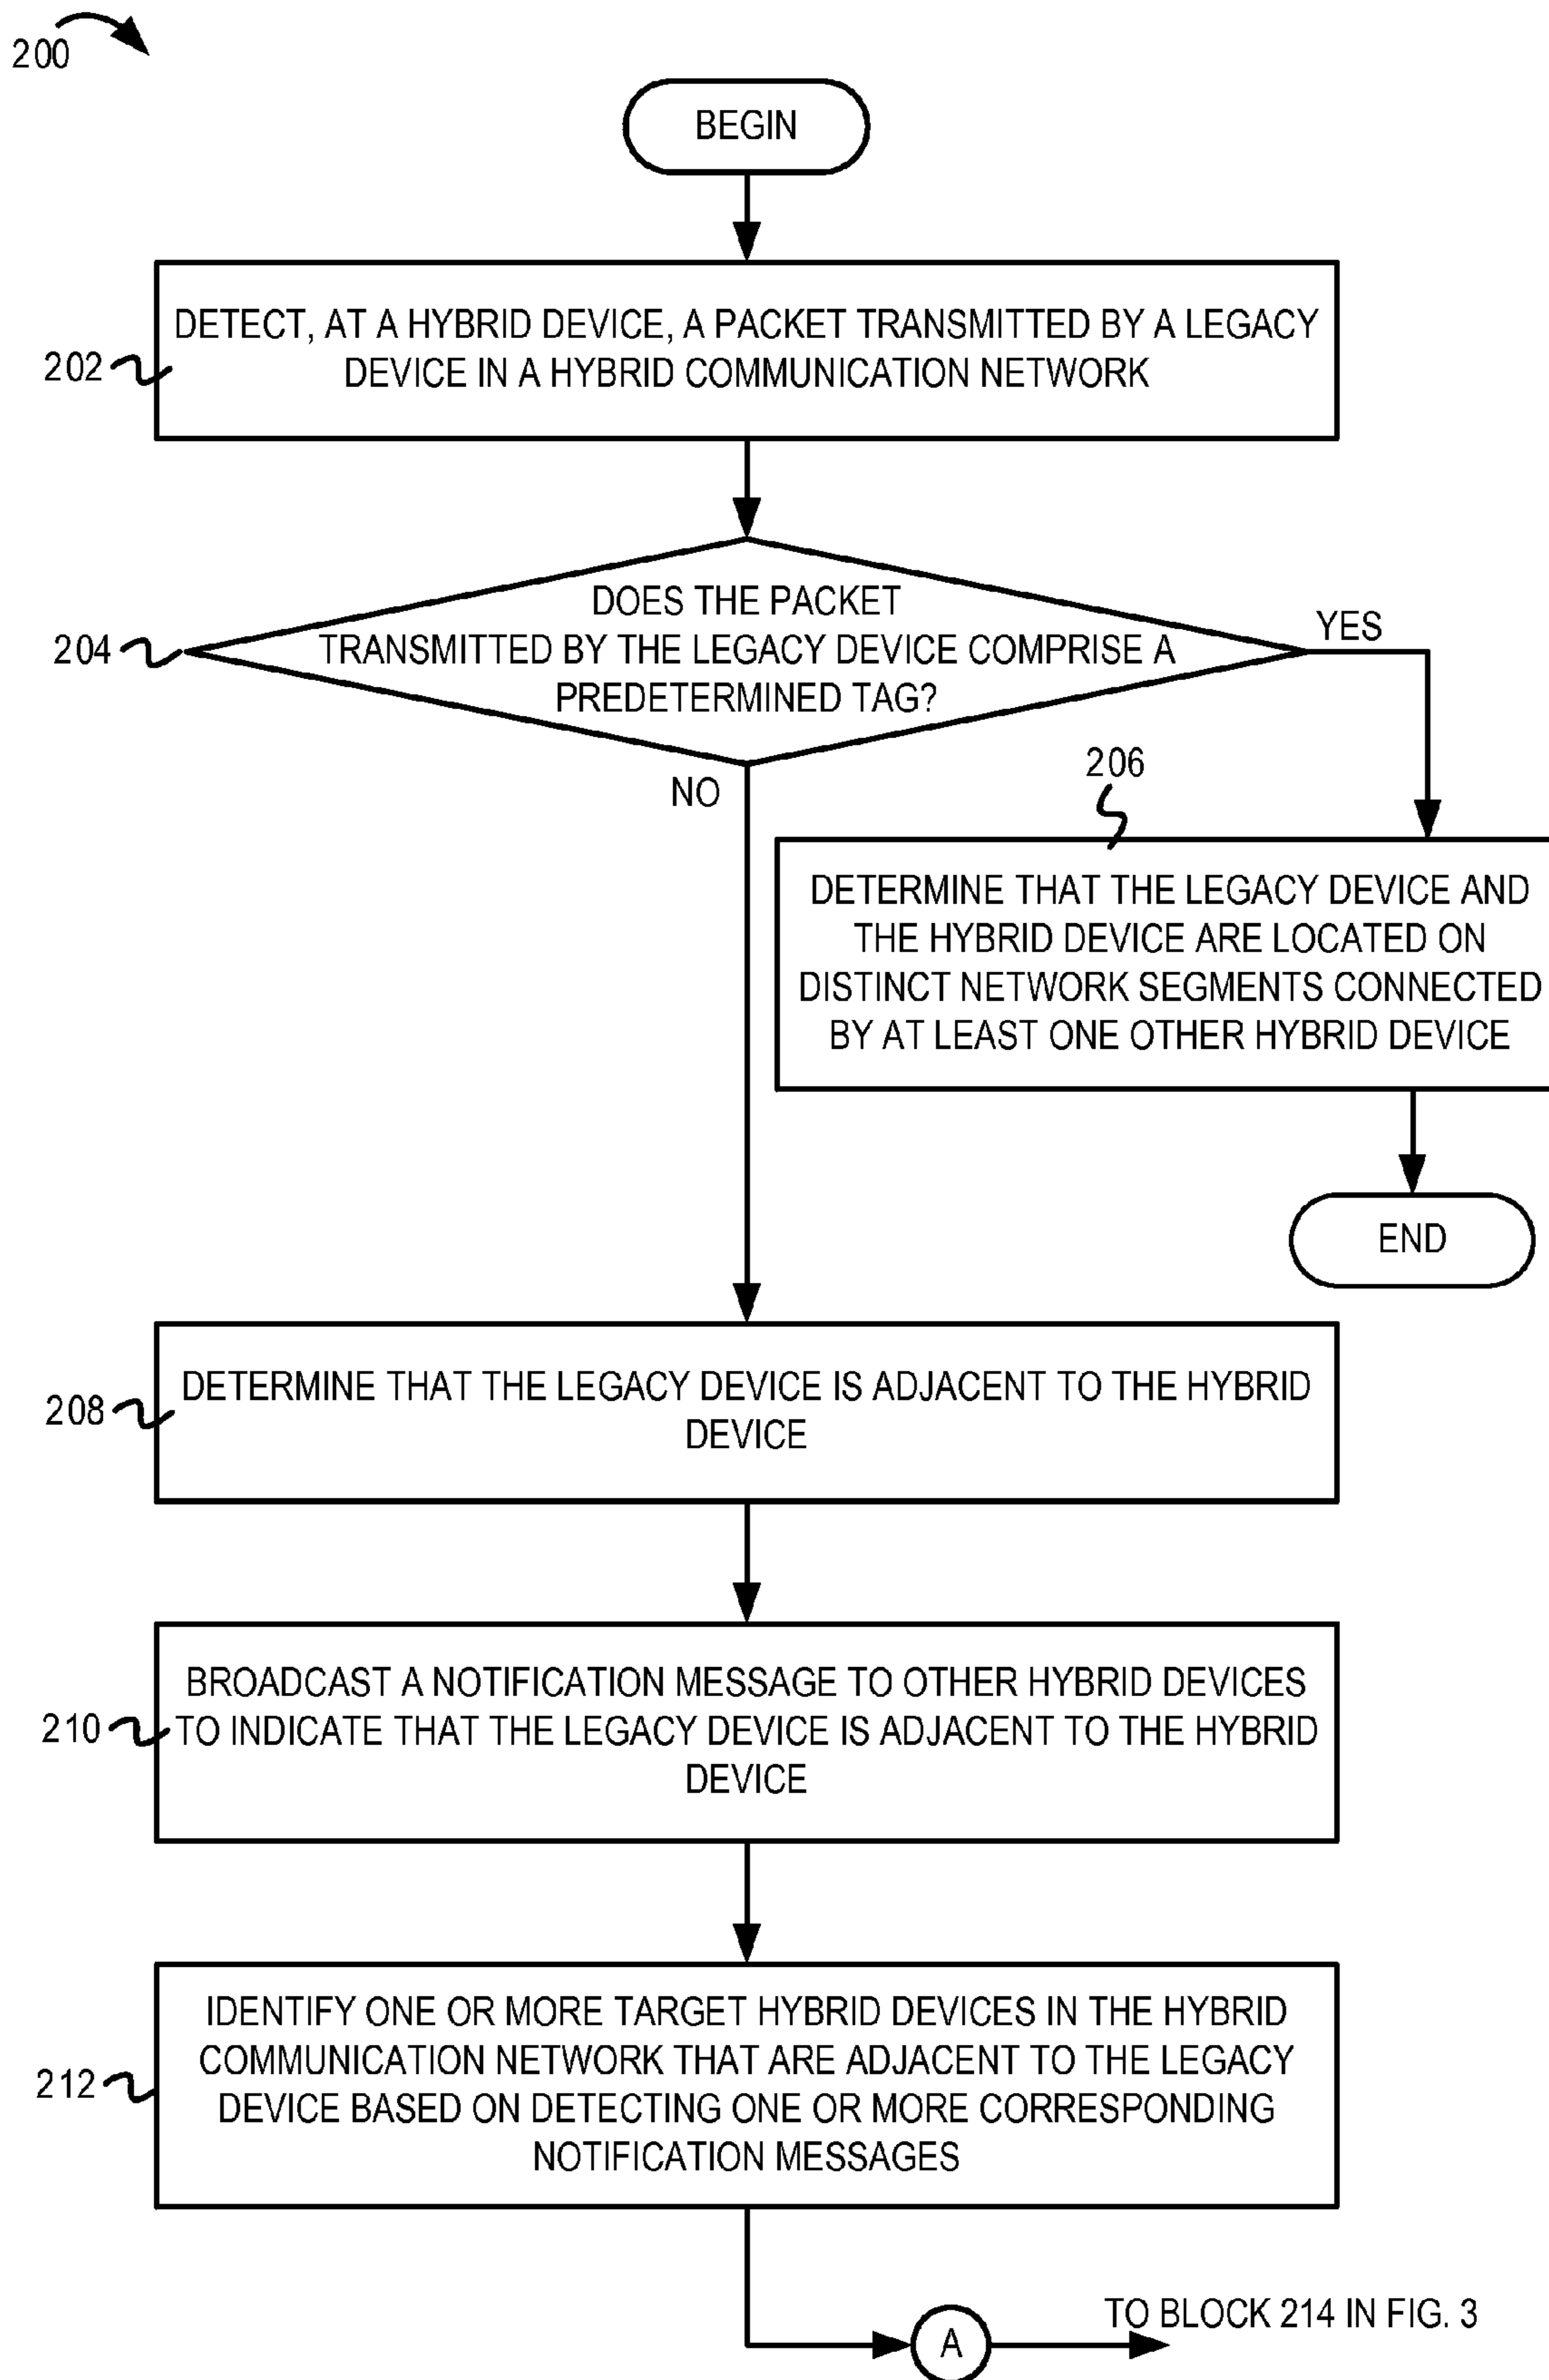 200
BEGIN
DETECT, AT A HYBRID DEVICE, A PACKET TRANSMITTED BY A LEGACY
DEVICE IN A HYBRID COMMUNICATION NETWORK
202
DOES THE PACKET
TRANSMITTED BY THE LEGACY DEVICE COMPRISE A
PREDETERMINED TAG?
204
YES
NO
206
DETERMINE THAT THE LEGACY DEVICE AND
THE HYBRID DEVICE ARE LOCATED ON
DISTINCT NETWORK SEGMENTS CONNECTED
BY AT LEAST ONE OTHER HYBRID DEVICE
END
DETERMINE THAT THE LEGACY DEVICE IS ADJACENT TO THE HYBRID
DEVICE
208
BROADCAST A NOTIFICATION MESSAGE TO OTHER HYBRID DEVICES
TO INDICATE THAT THE LEGACY DEVICE IS ADJACENT TO THE HYBRID
DEVICE
210
IDENTIFY ONE OR MORE TARGET HYBRID DEVICES IN THE HYBRID
COMMUNICATION NETWORK THAT ARE ADJACENT TO THE LEGACY
DEVICE BASED ON DETECTING ONE OR MORE CORRESPONDING
NOTIFICATION MESSAGES
212
TO BLOCK 214 IN FIG. 3
A